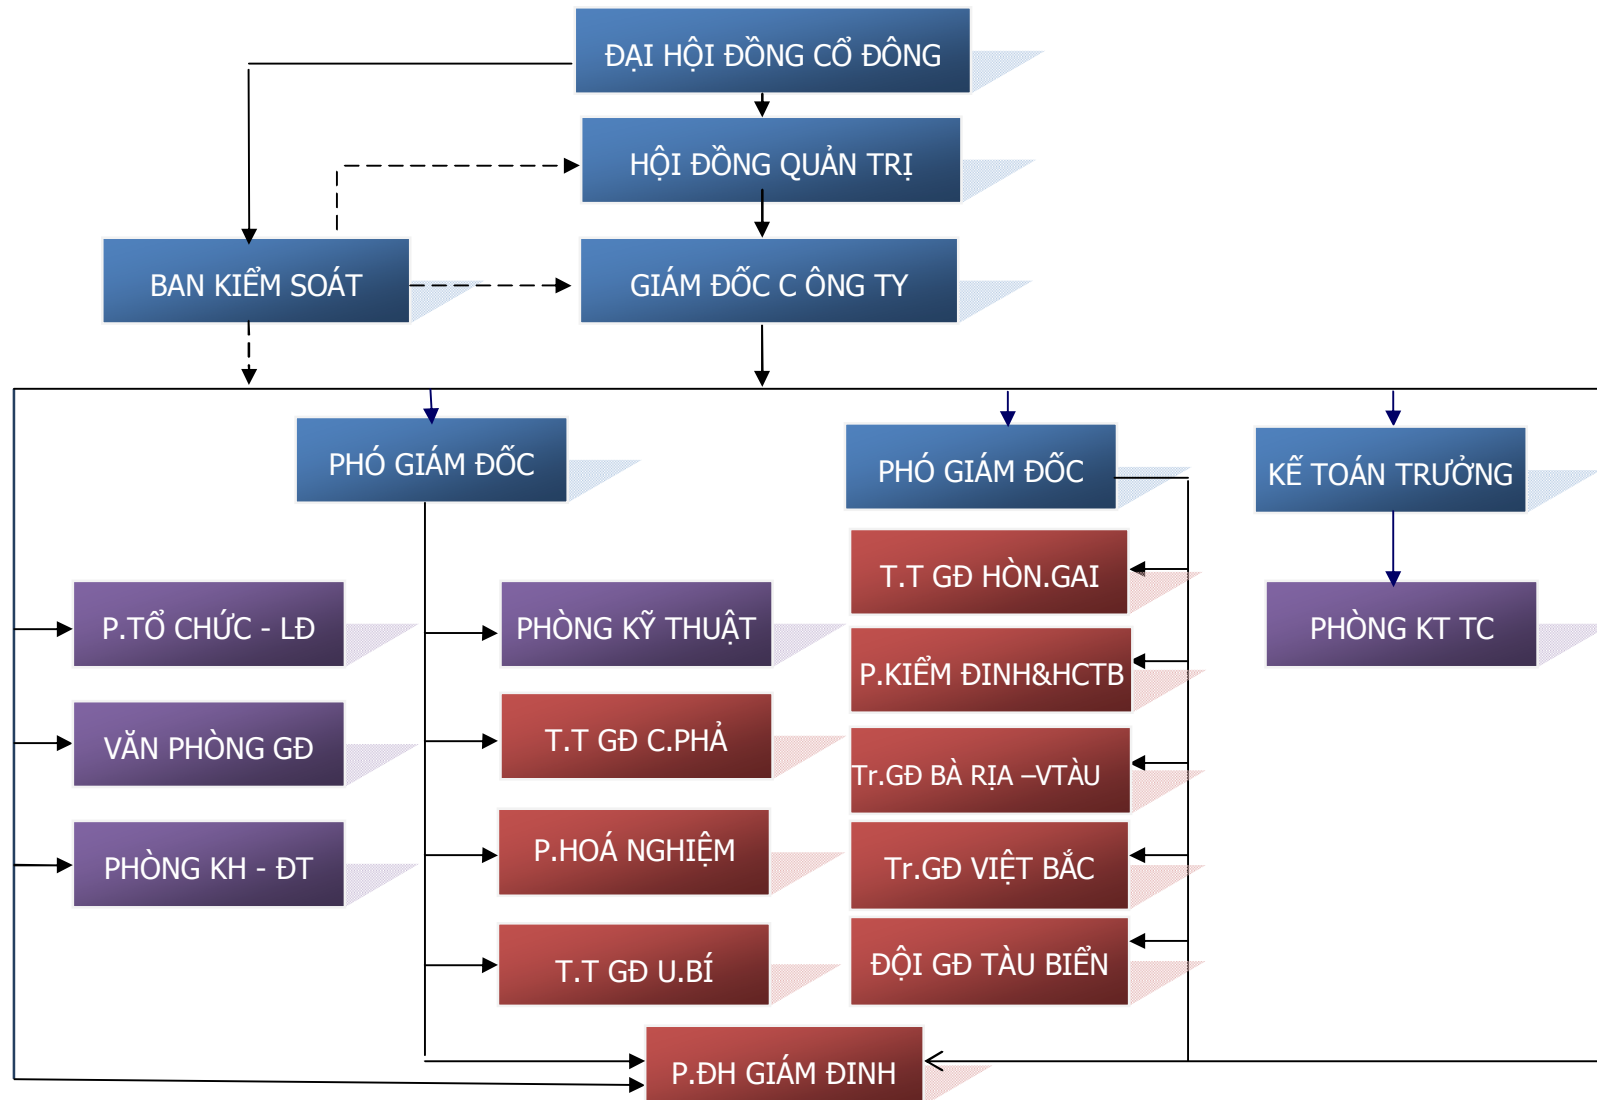 ĐẠI HỘI ĐỒNG CỔ ĐÔNG
HỘI ĐỒNG QUẢN TRỊ
BAN KIỂM SOÁT
GIÁM ĐỐC C ÔNG TY
PHÓ GIÁM ĐỐC
PHÓ GIÁM ĐỐC
KẾ TOÁN TRƯỞNG
P.TỔ CHỨC - LĐ
VĂN PHÒNG GĐ
PHÒNG KH - ĐT
PHÒNG KỸ THUẬT
T.T GĐ C.PHẢ
P.HOÁ NGHIỆM
T.T GĐ U.BÍ
T.T GĐ HÒN.GAI
P.KIỂM ĐINH&HCTB
Tr.GĐ BÀ RỊA –VTÀU
Tr.GĐ VIỆT BẮC
ĐỘI GĐ TÀU BIỂN
PHÒNG KT TC
P.ĐH GIÁM ĐINH